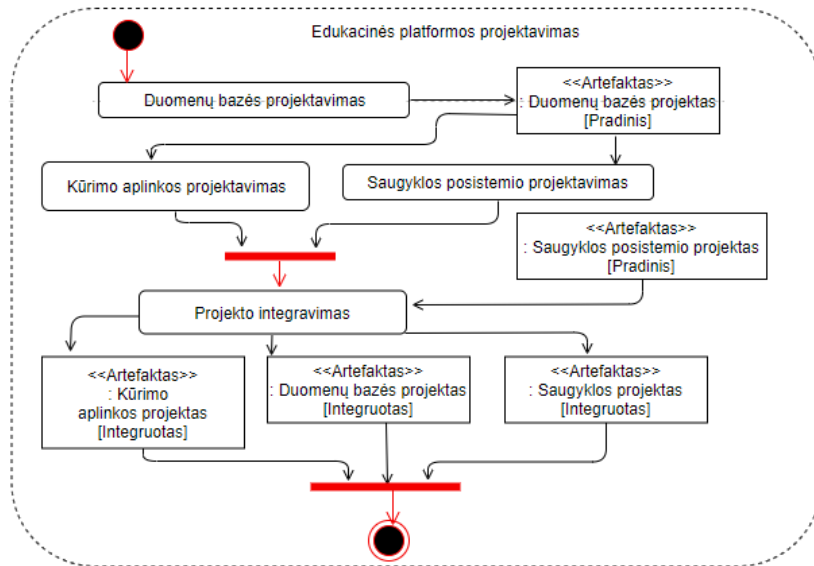 Edukacinės platformos projektavimas
Duomenų bazės projektavimas
<<Artefaktas>>
: Duomenų bazės projektas
[Pradinis]
Kūrimo aplinkos projektavimas
Saugyklos posistemio projektavimas
<<Artefaktas>>
: Saugyklos posistemio projektas
[Pradinis]
Projekto integravimas
<<Artefaktas>>
: Kūrimo
aplinkos projektas
[Integruotas]
<<Artefaktas>>
: Duomenų bazės projektas
[Integruotas]
<<Artefaktas>>
: Saugyklos projektas
[Integruotas]